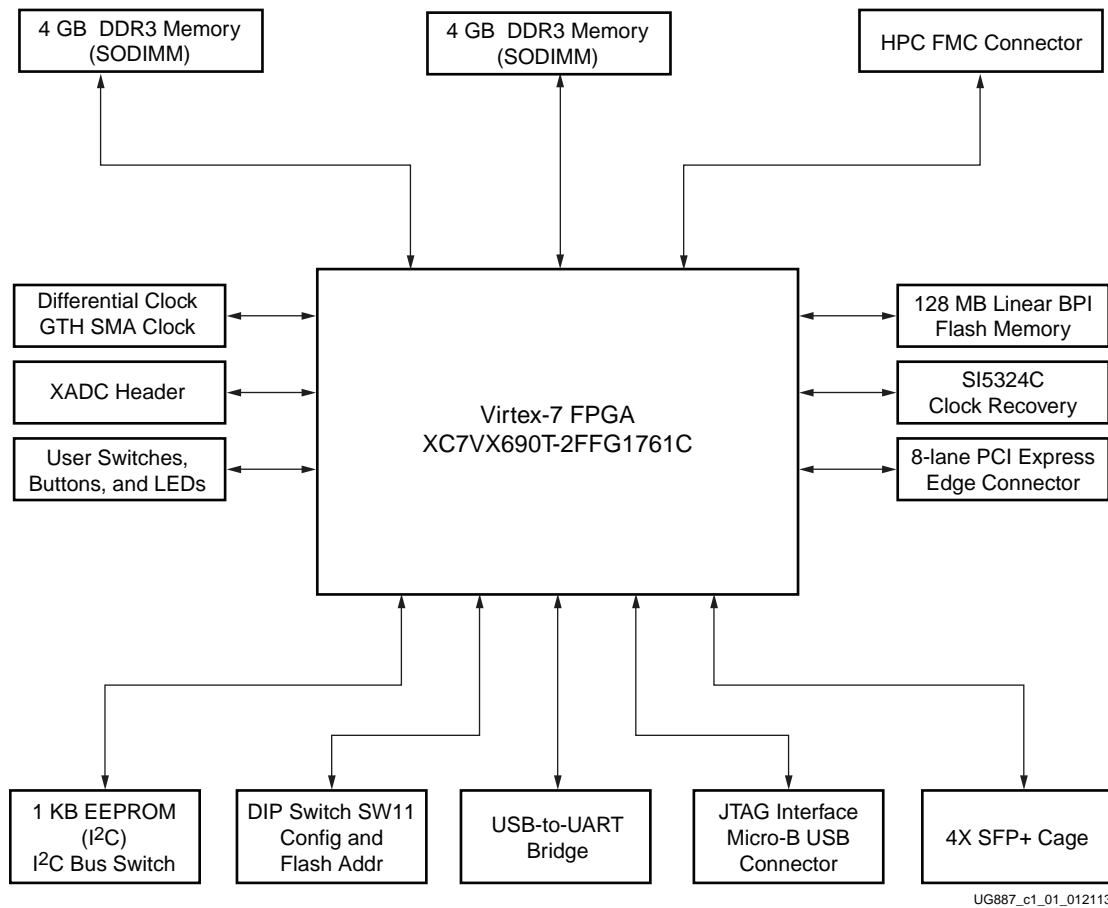 4 GB  DDR3 Memory
(SODIMM)
4 GB  DDR3 Memory
(SODIMM)
HPC FMC Connector
Differential Clock
GTH SMA Clock
XADC Header
User Switches,
Buttons, and LEDs
Virtex-7 FPGA
XC7VX690T-2FFG1761C
128 MB Linear BPI
Flash Memory
SI5324C
Clock Recovery
8-lane PCI Express
Edge Connector
1 KB EEPROM
(I²C)
I²C Bus Switch
DIP Switch SW11
Config and
Flash Addr
USB-to-UART
Bridge
JTAG Interface
Micro-B USB
Connector
4X SFP+ Cage
UG887_c1_01_012113